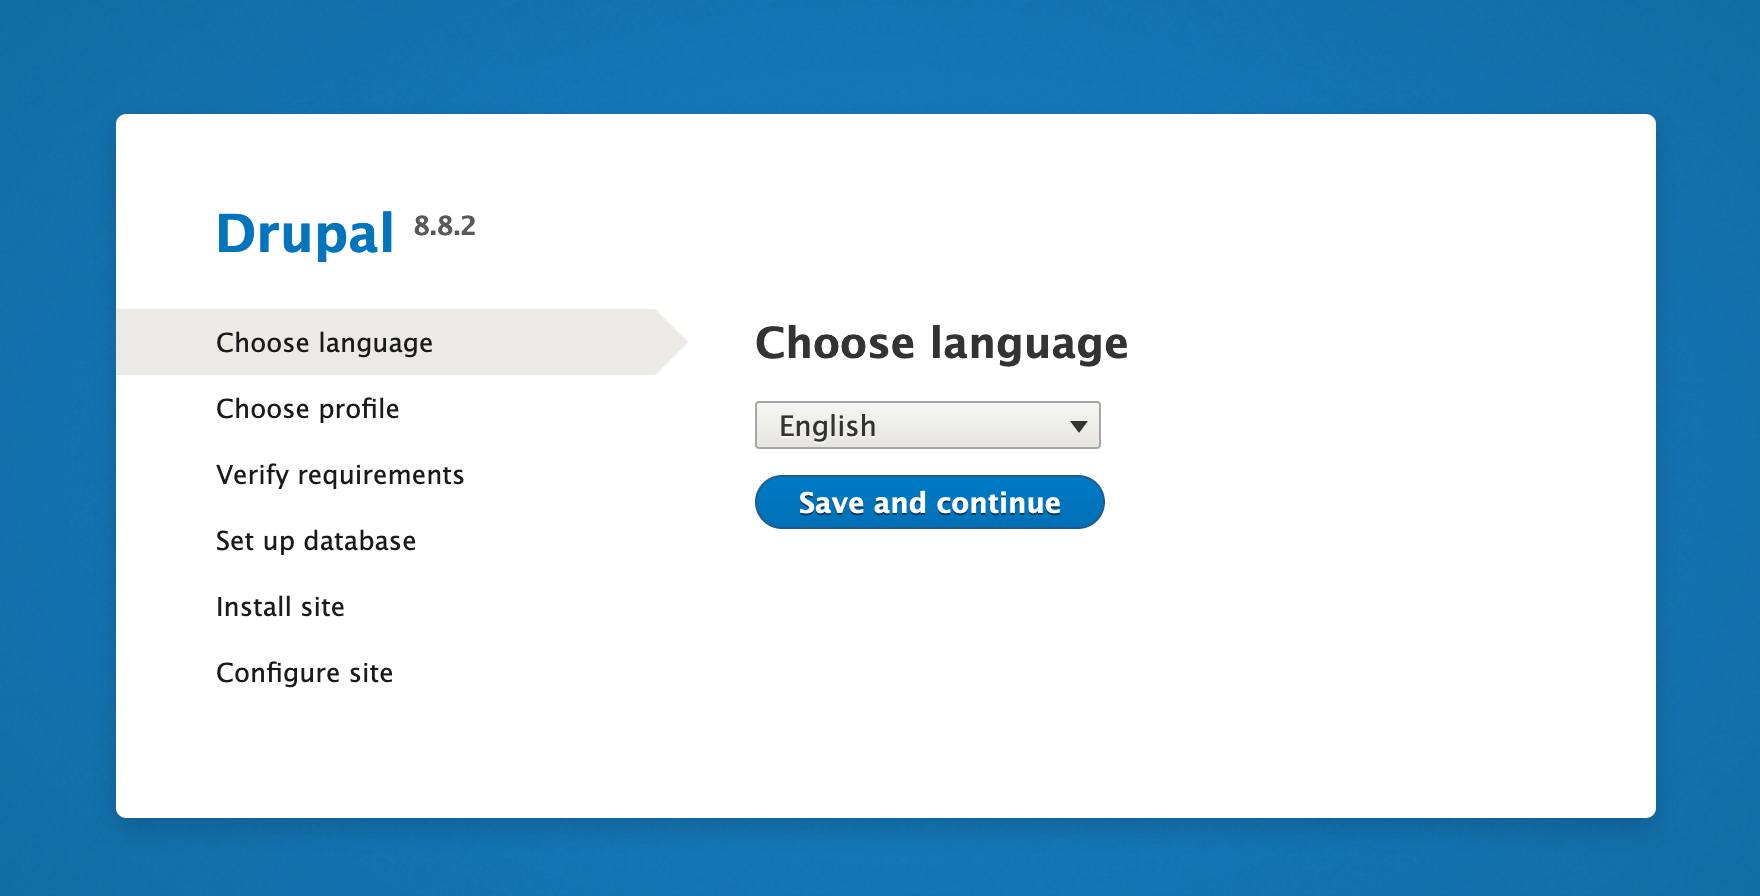 Drupal 8.8.2
Choose language
Choose profile
Verify requirements
Set up database
Install site
Configure site
Choose language
English
Save and continue